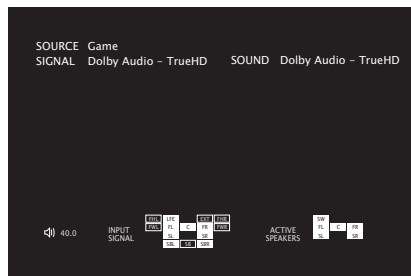 SOURCE Game
SIGNAL Dolby Audio – TrueHD SOUND Dolby Audio – TrueHD
FHL LFE EXT FHR SW
40.0 INPUT SIGNAL FWL FL C FR FWR ACTIVE SPEAKERS FL C FR
SL SR SL SR
SBL SB SBR